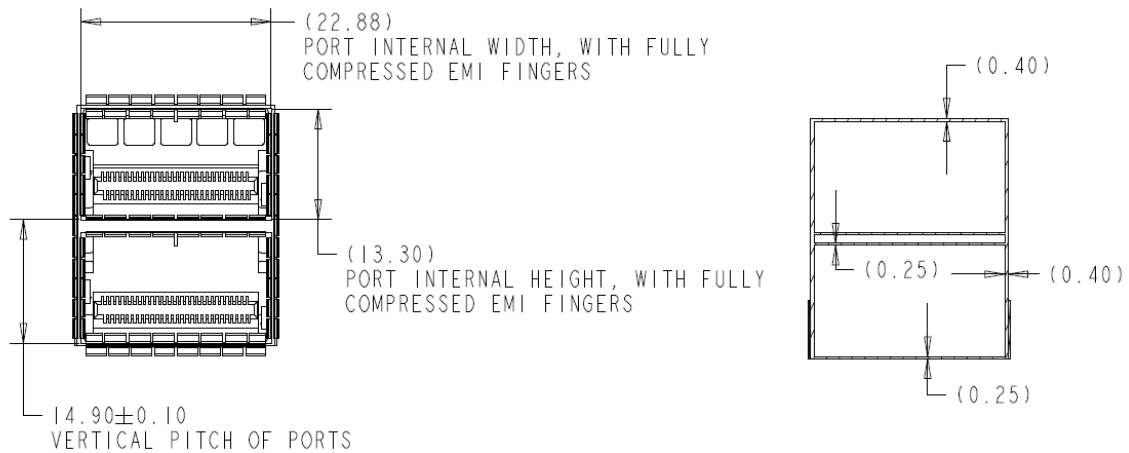 (22.88)
PORT INTERNAL WIDTH, WITH FULLY
COMPRESSED EMI FINGERS
(13.30)
PORT INTERNAL HEIGHT, WITH FULLY
COMPRESSED EMI FINGERS
14.90±0.10
VERTICAL PITCH OF PORTS
(0.40)
(0.25)
(0.40)
(0.25)